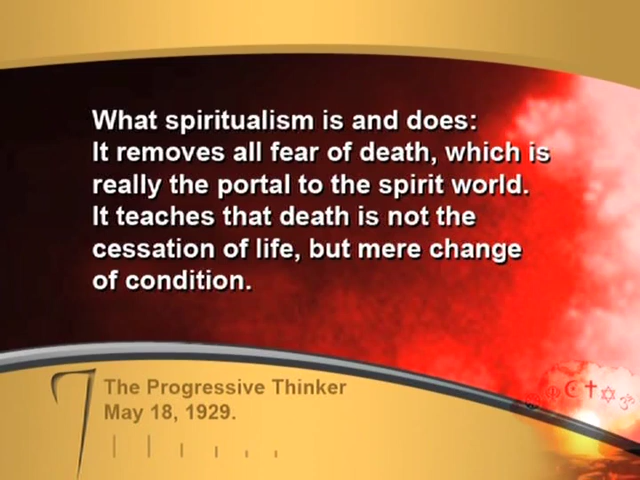 What spiritualism is and does:
It removes all fear of death, which is
really the portal to the spirit world.
It teaches that death is not the
cessation of life, but mere change
of condition.
The Progressive Thinker
May 18, 1929.